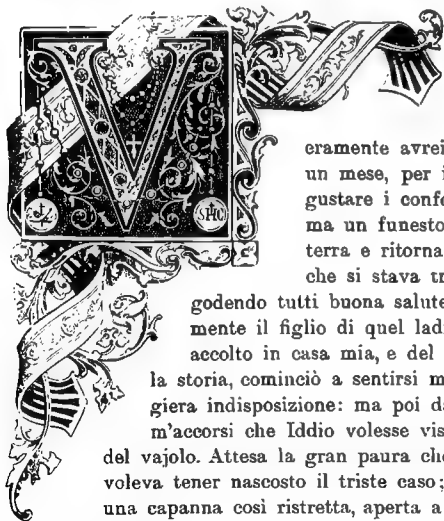 V
eramente avrei
un mese, per i
gustare i confe
ma un funesto
terra e ritorna
che si stava tr
godendo tutti buona salute
mente il figlio di quel ladi
accolto in casa mia, e del
la storia, cominciò a sentirsi m
giera indisposizione: ma poi da
m'accorsi che Iddio volesse vis
del vajolo. Attesa la gran paura che
voleva tener nascosto il triste caso;
una capanna così ristretta, aperta a